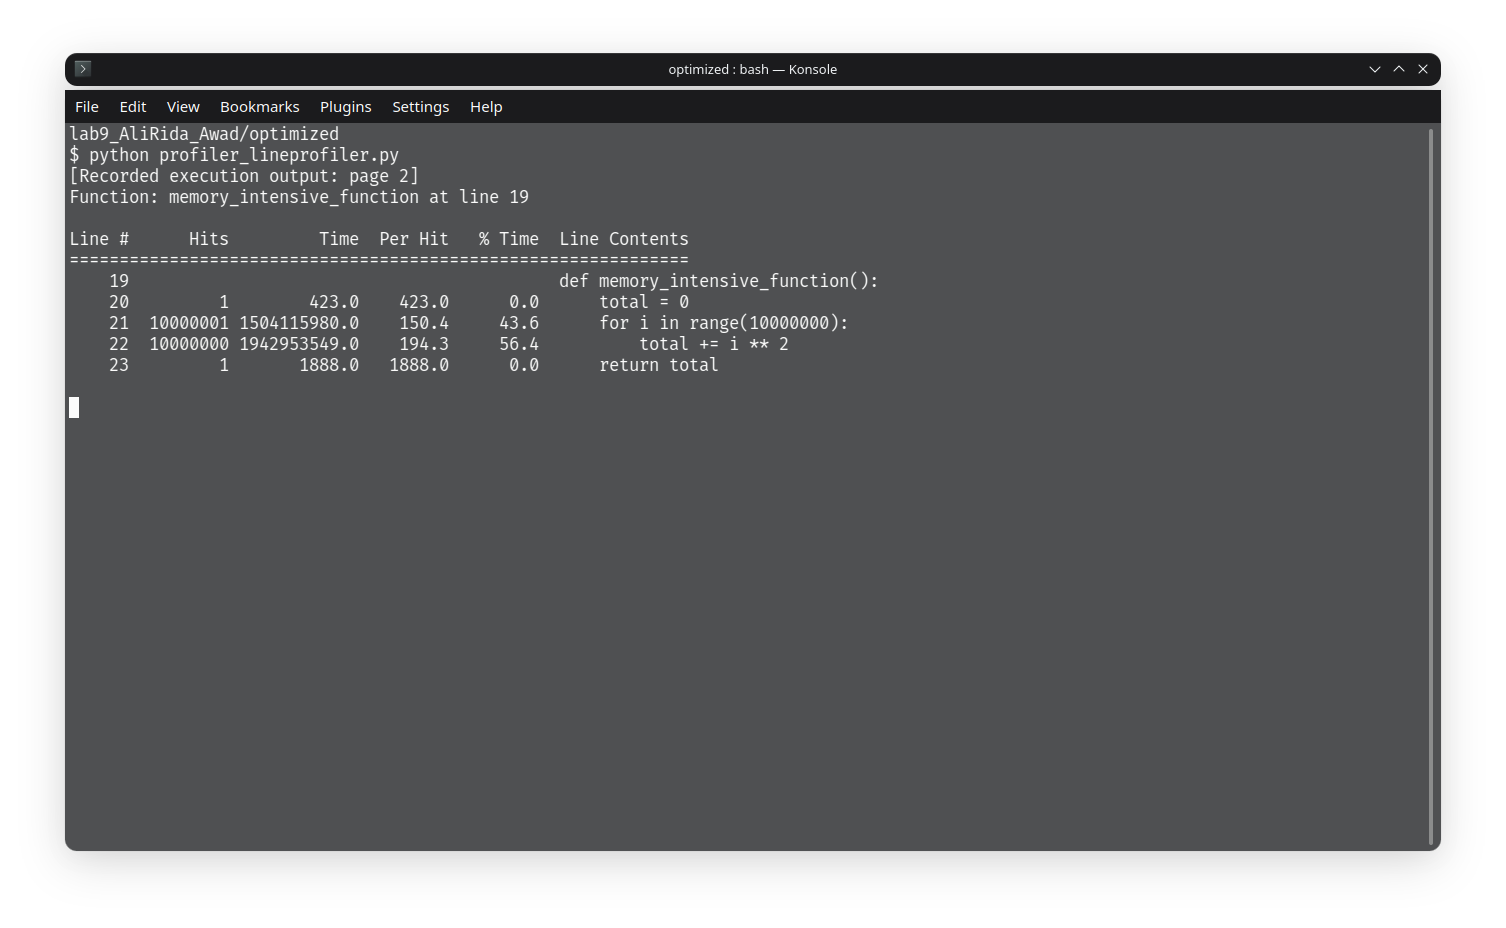 optimized : bash — Konsole
File Edit View Bookmarks Plugins Settings Help
lab9_AliRida_Awad/optimized
$ python profiler_lineprofiler.py
[Recorded execution output: page 2]
Function: memory_intensive_function at line 19
Line #      Hits         Time  Per Hit   % Time  Line Contents
==============================================================
    19                                           def memory_intensive_function():
    20         1        423.0    423.0      0.0      total = 0
    21  10000001 1504115980.0    150.4     43.6      for i in range(10000000):
    22  10000000 1942953549.0    194.3     56.4          total += i ** 2
    23         1       1888.0   1888.0      0.0      return total